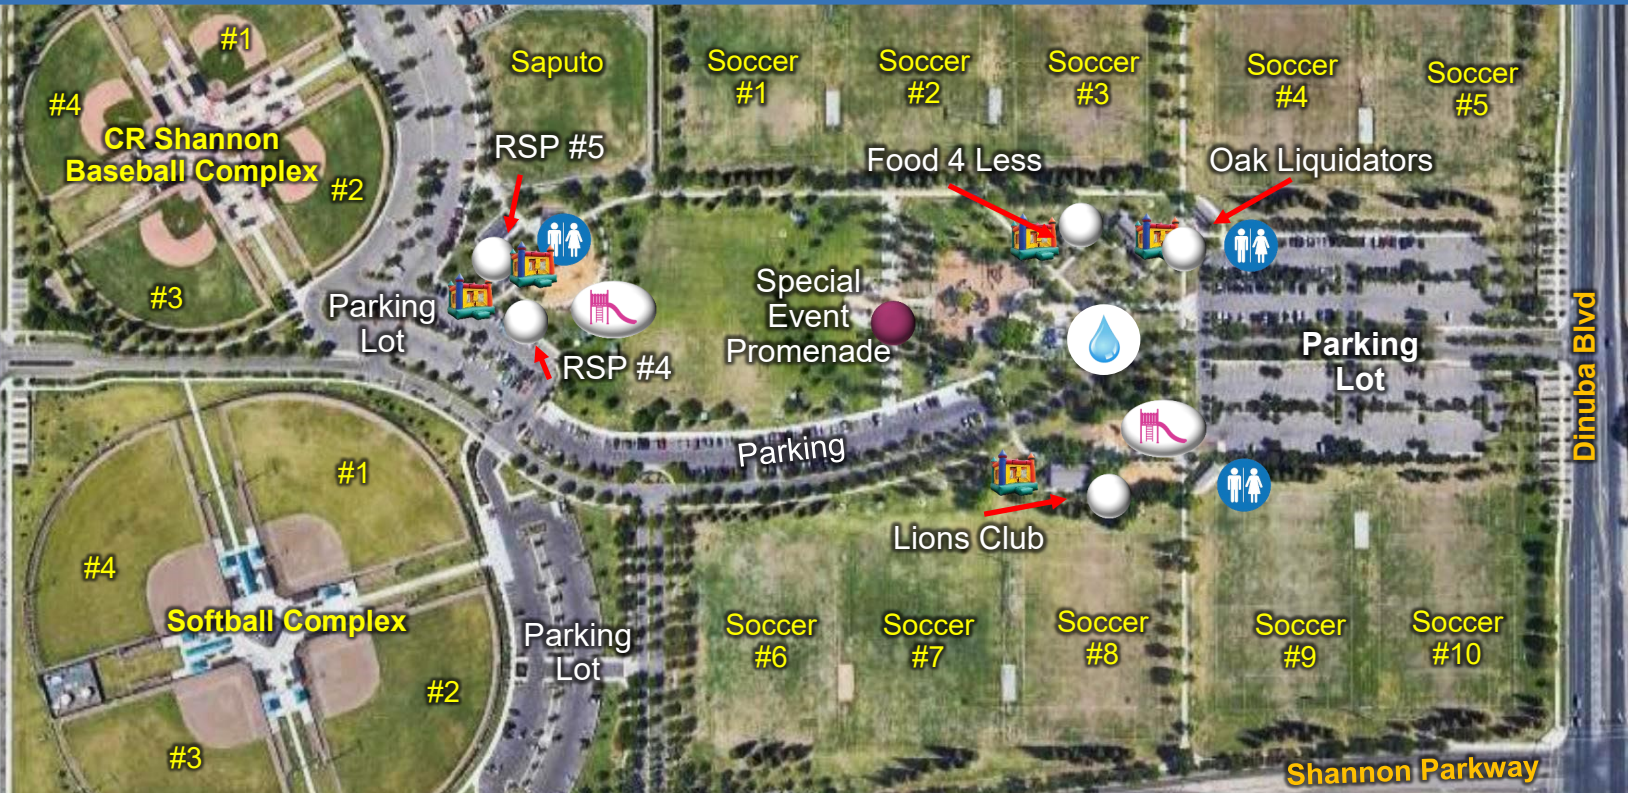 #1
#4
CR Shannon
Baseball Complex
#2
#3
Saputo
RSP #5
Soccer
#1
Soccer
#2
Soccer
#3
Soccer
#4
Soccer
#5
Food 4 Less
Oak Liquidators
Parking
Lot
RSP #4
Special
Event
Promenade
Parking
Lot
Dinuba Blvd
Parking
Lions Club
#1
#4
Softball Complex
#2
#3
Parking
Lot
Soccer
#6
Soccer
#7
Soccer
#8
Soccer
#9
Soccer
#10
Shannon Parkway